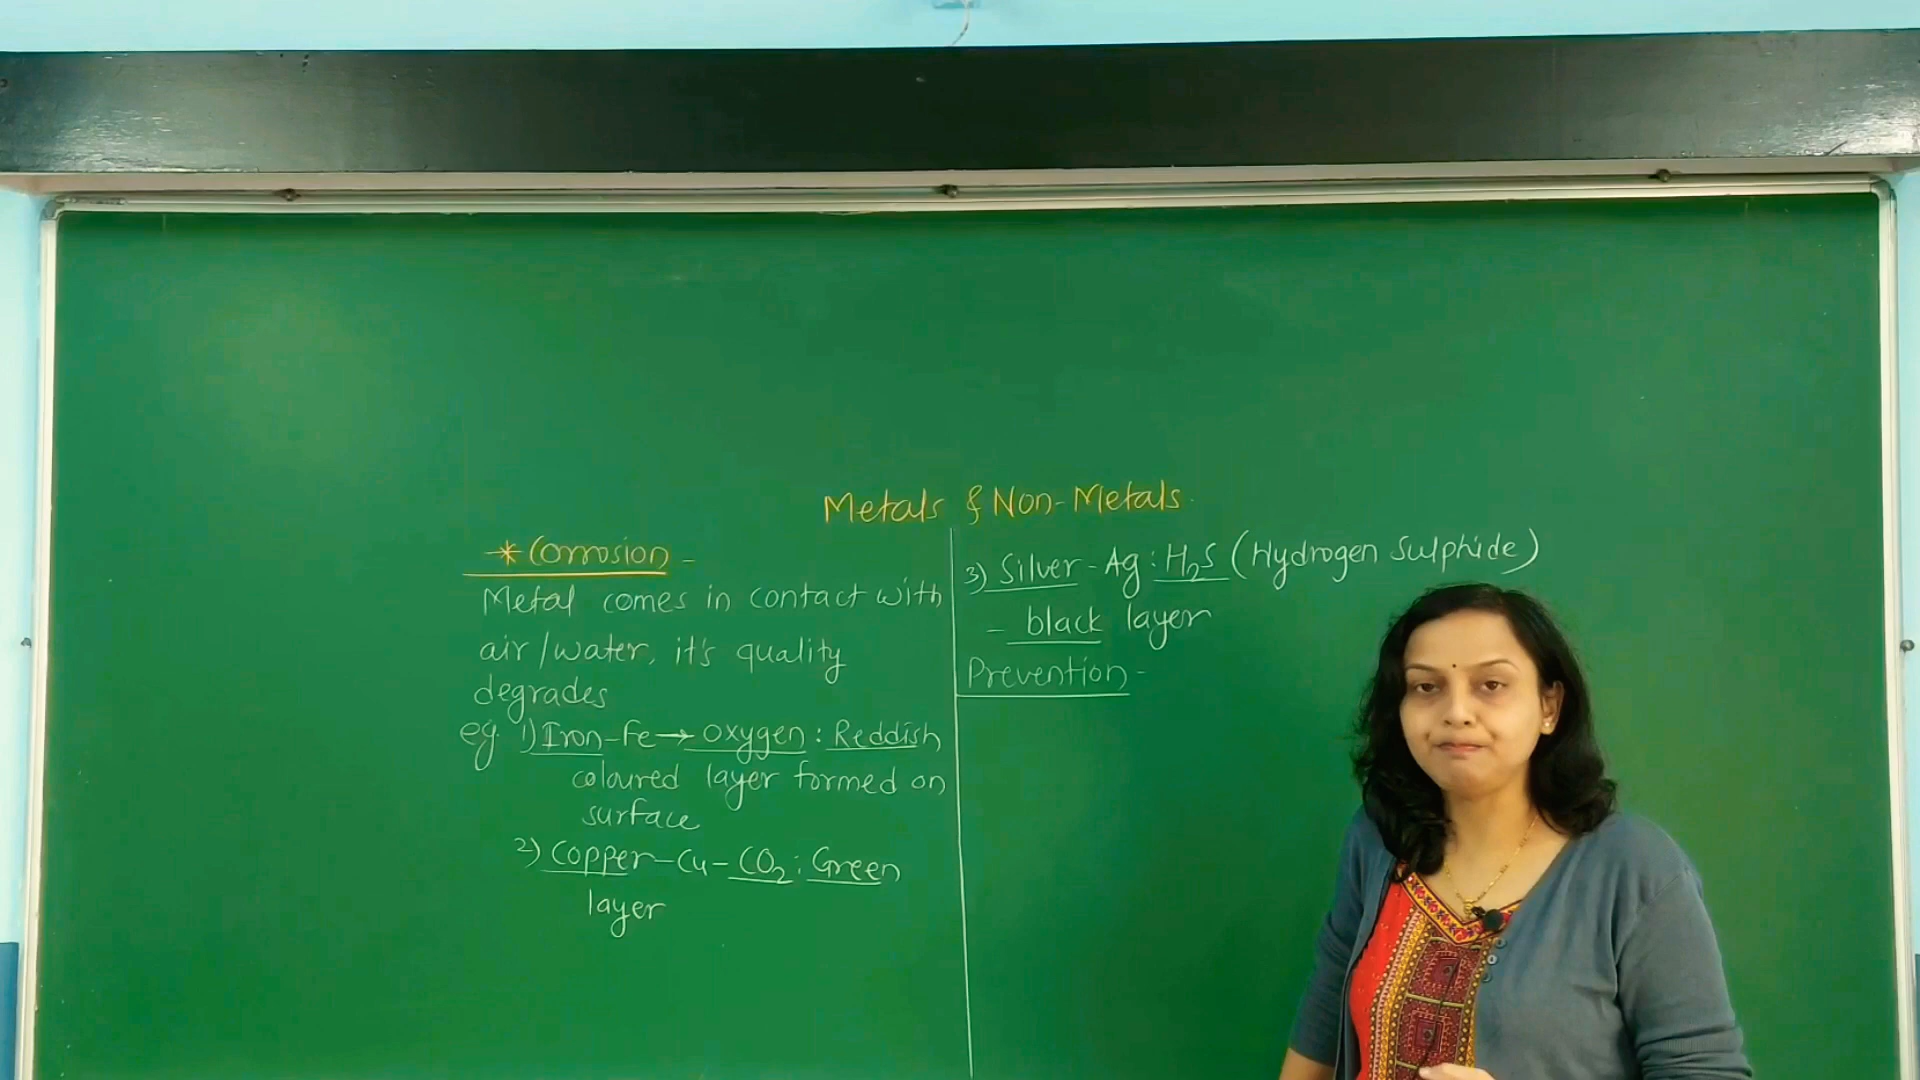 Metals & Non-Metals
* Corrosion -
Metal comes in contact with
air/water, it's quality
degrades
eg. 1) Iron-Fe → oxygen : Reddish
coloured layer formed on
surface
2) Copper-Cu-CO₂ : Green
layer
3) Silver-Ag : H₂S (Hydrogen Sulphide)
- black layer
Prevention -